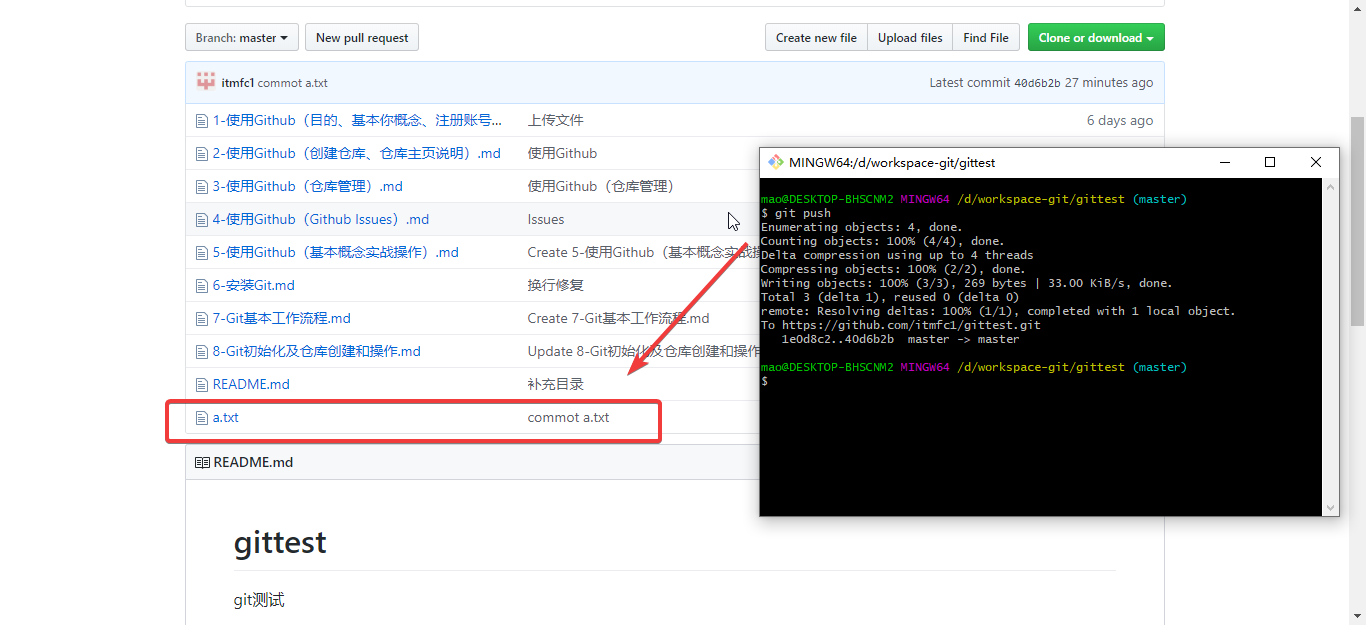 Branch: master New pull request Create new file Upload files Find File Clone or download
itmfc1 commot a.txt Latest commit 40d6b2b 27 minutes ago
1-使用Github（目的、基本你概念、注册账号... 上传文件 6 days ago
2-使用Github（创建仓库、仓库主页说明）.md 使用Github
3-使用Github（仓库管理）.md 使用Github（仓库管理）
4-使用Github（Github Issues）.md Issues
5-使用Github（基本概念实战操作）.md Create 5-使用Github（基本概念实战操
6-安装Git.md 换行修复
7-Git基本工作流程.md Create 7-Git基本工作流程.md
8-Git初始化及仓库创建和操作.md Update 8-Git初始化及仓库创建和操作
README.md 补充目录
a.txt commot a.txt
README.md
gittest
git测试
MINGW64:/d/workspace-git/gittest
mao@DESKTOP-BHSCNM2 MINGW64 /d/workspace-git/gittest (master)
$ git push
Enumerating objects: 4, done.
Counting objects: 100% (4/4), done.
Delta compression using up to 4 threads
Compressing objects: 100% (2/2), done.
Writing objects: 100% (3/3), 269 bytes | 33.00 KiB/s, done.
Total 3 (delta 1), reused 0 (delta 0)
remote: Resolving deltas: 100% (1/1), completed with 1 local object.
To https://github.com/itmfc1/gittest.git
1e0d8c2..40d6b2b master -> master
mao@DESKTOP-BHSCNM2 MINGW64 /d/workspace-git/gittest (master)
$